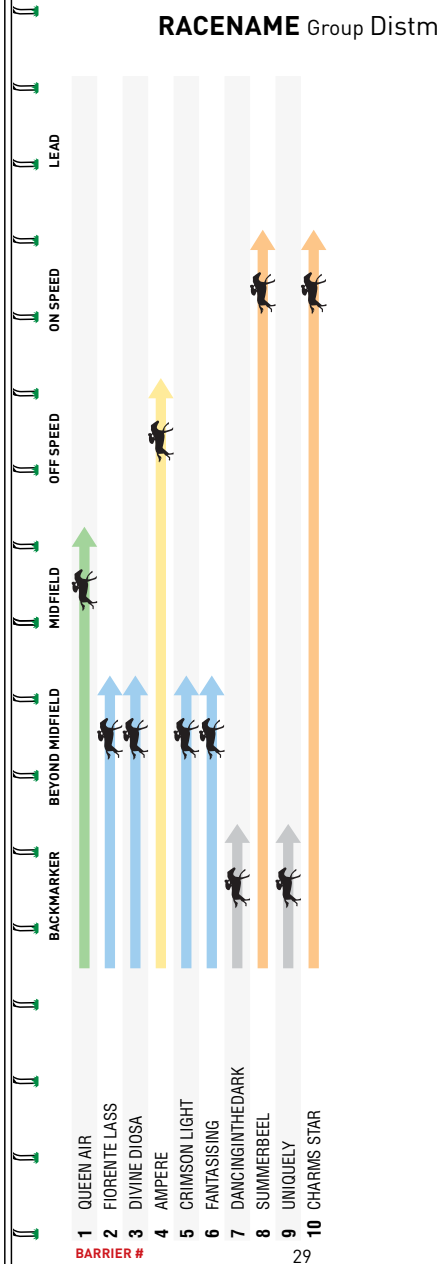 RACENAME Group Distm
LEAD
ON SPEED
OFF SPEED
MIDFIELD
BEYOND MIDFIELD
BACKMARKER
1 QUEEN AIR
2 FIORENTE LASS
3 DIVINE DIOSA
4 AMPERE
5 CRIMSON LIGHT
6 FANTASISING
7 DANCINGINTHEDARK
8 SUMMERBEEL
9 UNIQUELY
10 CHARMS STAR
BARRIER #
29